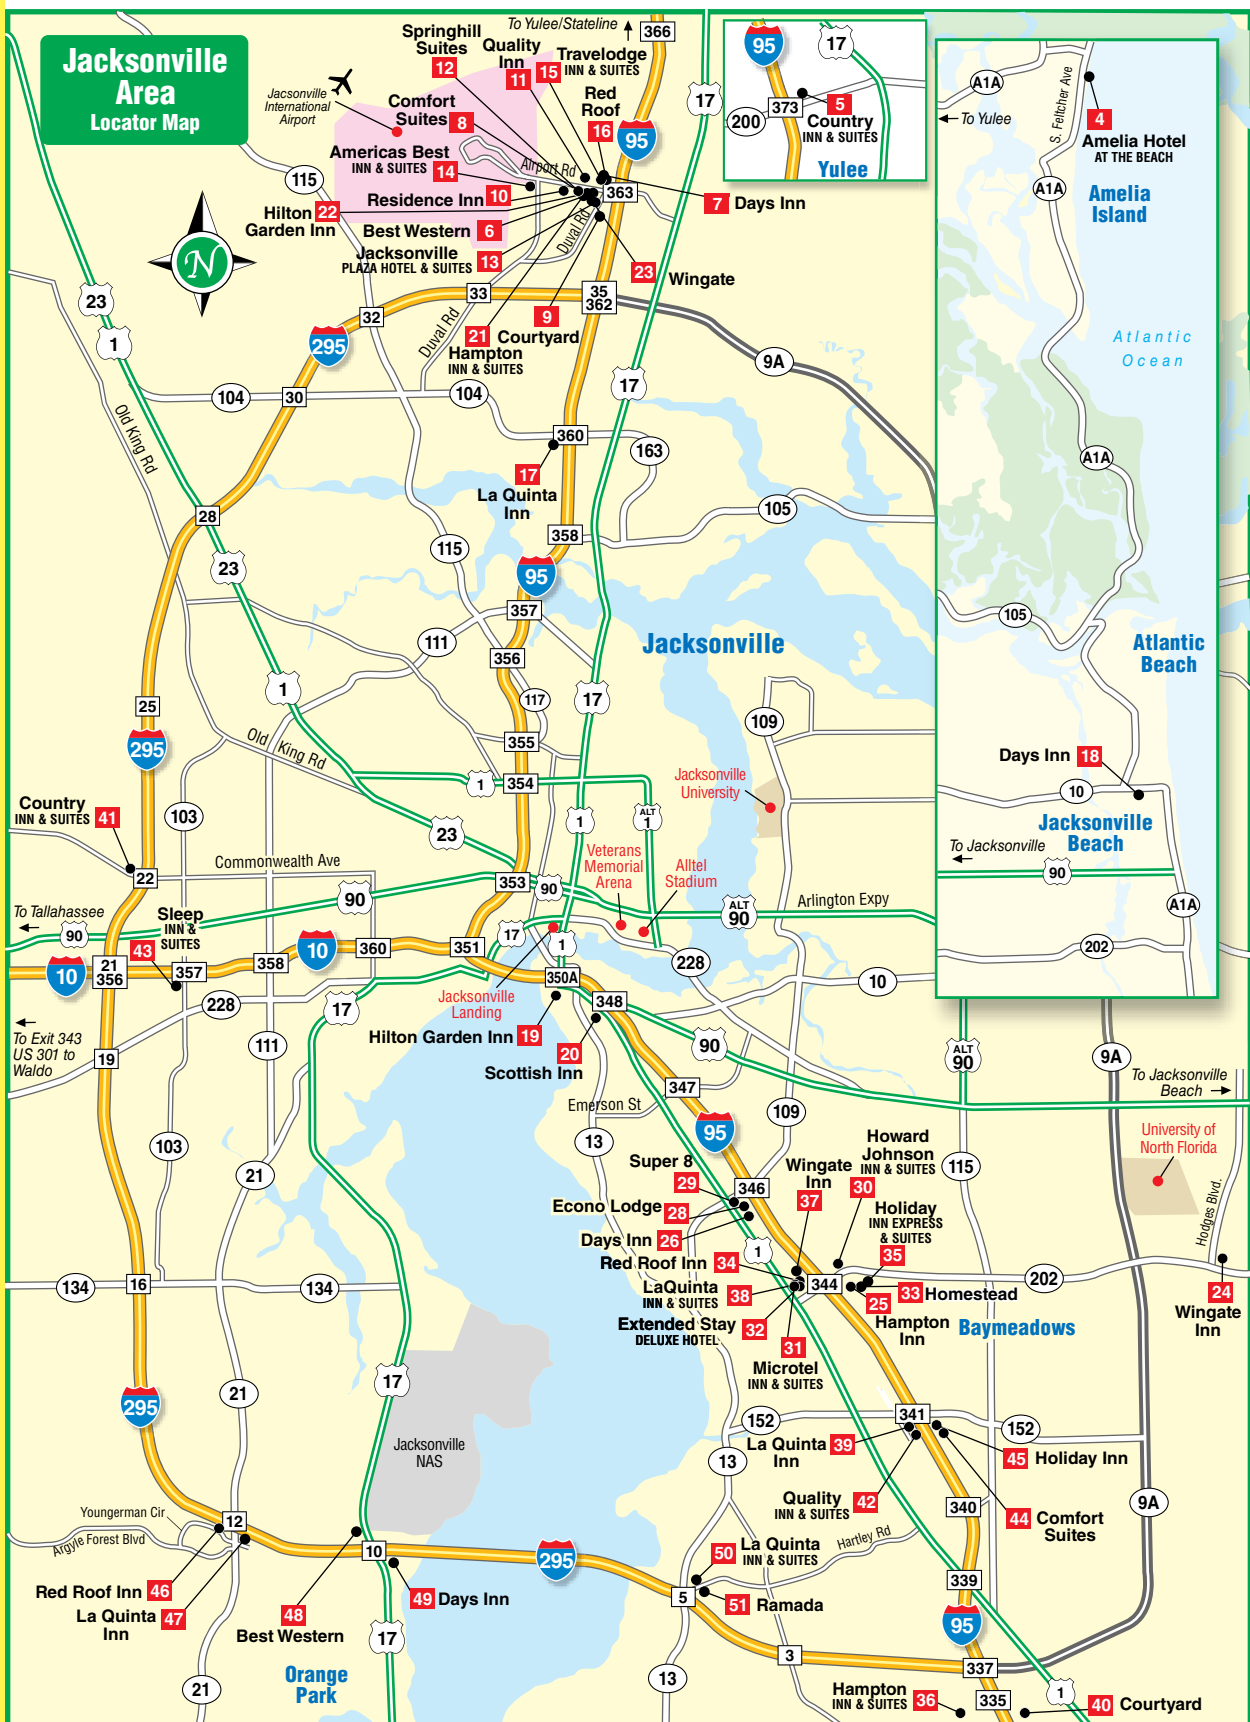 Jacksonville
Area
Locator Map
Jacsonville
International
Airport
To Yulee/Stateline
366
Springhill
Suites
12
Quality
Inn
11
Travelodge
INN & SUITES
15
Red
Roof
16
Comfort
Suites
8
Americas Best
INN & SUITES
14
Airport Rd
Residence Inn
10
Hilton
Garden Inn
22
Best Western
6
Jacksonville
PLAZA HOTEL & SUITES
13
Duval Rd
363
7
Days Inn
23
Wingate
9
Courtyard
21
Hampton
INN & SUITES
95
17
115
95
17
373
200
5
Country
INN & SUITES
Yulee
A1A
To Yulee
S. Feltcher Ave
4
Amelia Hotel
AT THE BEACH
A1A
Amelia
Island
Atlantic
Ocean
A1A
105
Atlantic
Beach
Days Inn
18
10
Jacksonville
Beach
To Jacksonville
90
A1A
202
23
1
33
35
362
32
295
Duval Rd
9A
104
30
104
17
Old King Rd
360
163
17
La Quinta
Inn
28
105
358
115
23
95
357
111
Jacksonville
356
1
117
17
25
109
295
Old King Rd
355
354
1
Jacksonville
University
Country
INN & SUITES
41
103
1
ALT
1
23
Veterans
Memorial
Arena
Alltel
Stadium
Commonwealth Ave
22
353
90
90
ALT
90
Arlington Expy
To Tallahassee
90
Sleep
INN &
SUITES
43
17
1
10
360
351
10
21
356
357
358
228
10
350A
348
228
17
Jacksonville
Landing
Hilton Garden Inn
19
To Exit 343
US 301 to
Waldo
19
111
20
Scottish Inn
90
ALT
90
9A
347
To Jacksonville
Beach
Emerson St
109
95
13
103
University of
North Florida
21
Super 8
29
346
Wingate
Inn
37
Howard
Johnson
INN & SUITES
30
115
Econo Lodge
28
Holiday
INN EXPRESS
& SUITES
35
Hodges Blvd.
Days Inn
26
1
Red Roof Inn
34
134
16
134
LaQuinta
INN & SUITES
38
344
202
33
Homestead
25
Hampton
Inn
24
Wingate
Inn
Extended Stay
DELUXE HOTEL
32
Baymeadows
31
Microtel
INN & SUITES
17
21
295
341
152
152
La Quinta
Inn
39
Jacksonville
NAS
13
45
Holiday Inn
Quality
INN & SUITES
42
340
9A
44
Comfort
Suites
Youngerman Cir
Argyle Forest Blvd
12
Hartley Rd
10
295
50
La Quinta
INN & SUITES
339
Red Roof Inn
46
5
51
Ramada
La Quinta
Inn
47
48
Best Western
49
Days Inn
95
17
3
337
Orange
Park
21
13
Hampton
INN & SUITES
36
335
1
40
Courtyard